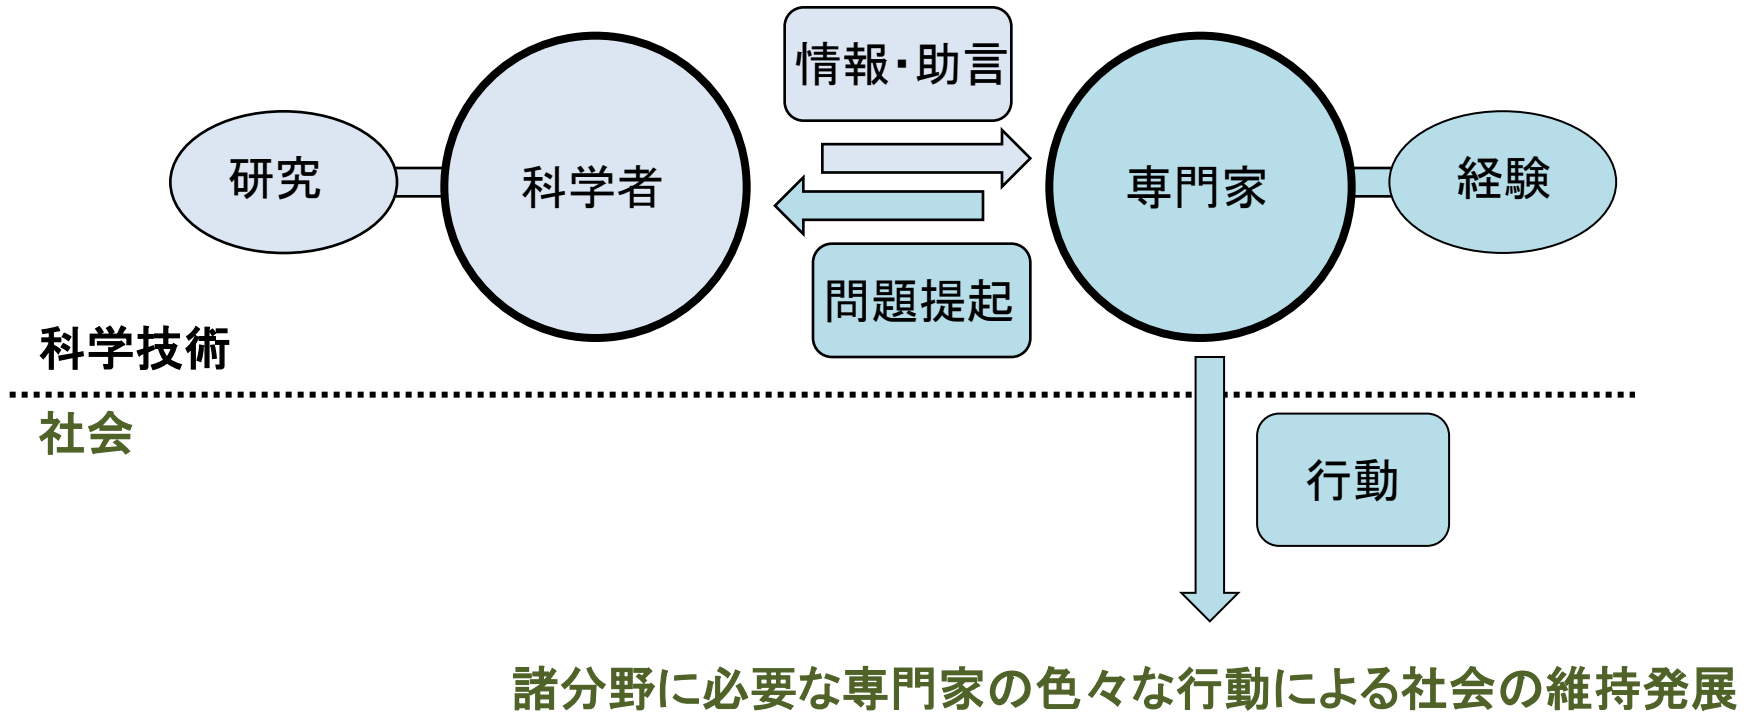 情報・助言
研究
科学者
専門家
経験
問題提起
科学技術
社会
行動
諸分野に必要な専門家の色々な行動による社会の維持発展